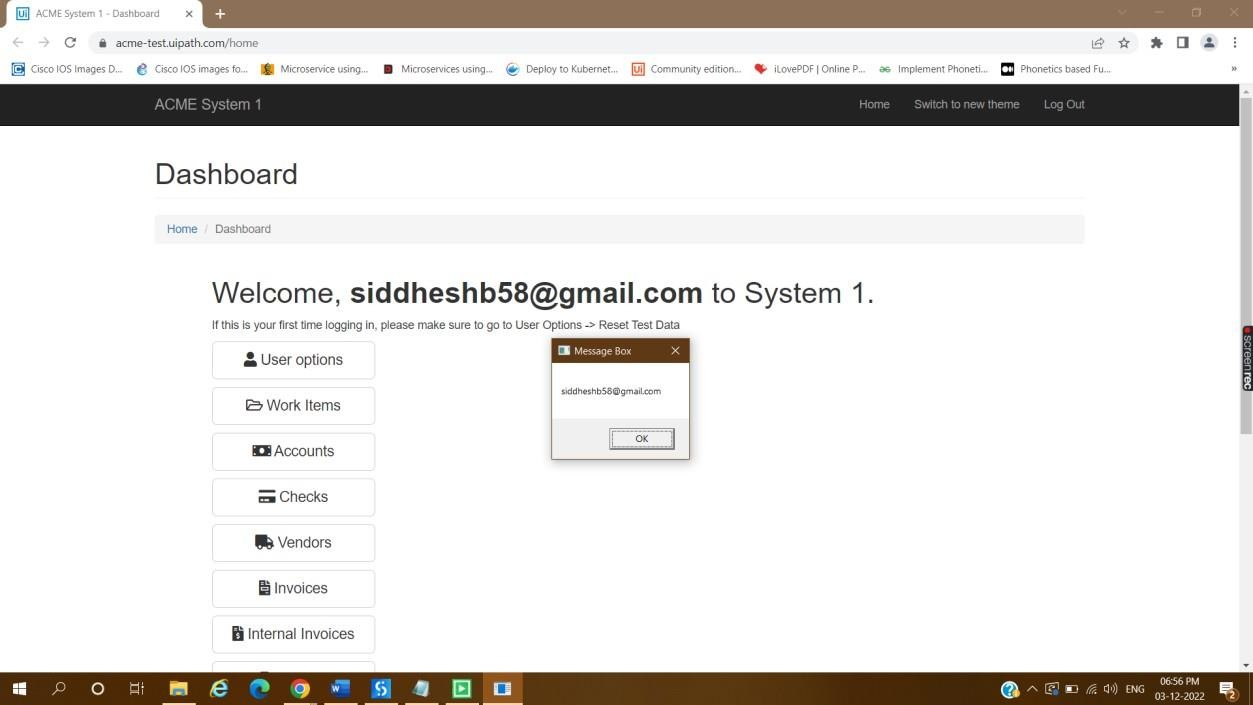 ACME System 1 - Dashboard
acme-test.uipath.com/home
Cisco IOS Images D... Cisco IOS images fo... Microservice using... Microservices using... Deploy to Kubernet... Community edition... iLovePDF | Online P... Implement Phoneti... Phonetics based Fu... »
ACME System 1 Home Switch to new theme Log Out
Dashboard
Home / Dashboard
Welcome, siddheshb58@gmail.com to System 1.
If this is your first time logging in, please make sure to go to User Options -> Reset Test Data
User options
Message Box
siddheshb58@gmail.com
OK
Work Items
Accounts
Checks
Vendors
Invoices
Internal Invoices
screenrec
ENG
06:56 PM
03-12-2022
2